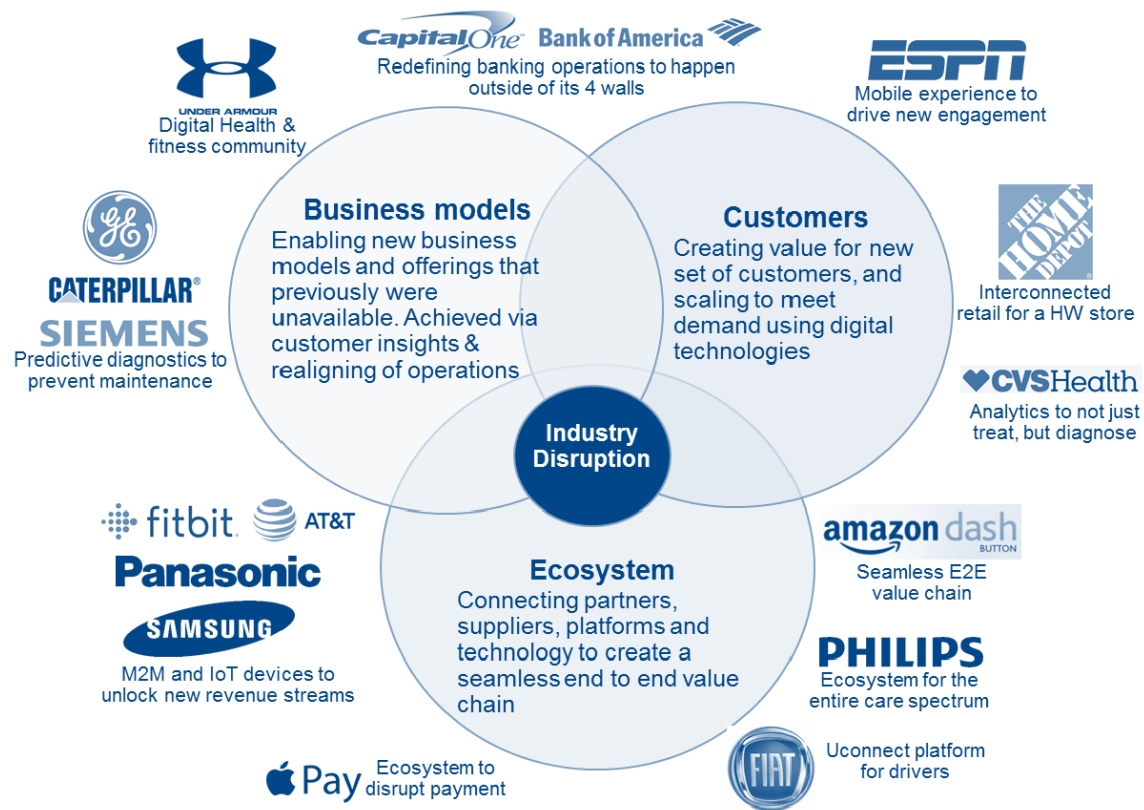 CapitalOne Bank of America
Redefining banking operations to happen
outside of its 4 walls
UNDER ARMOUR
Digital Health &
fitness community
ESPN
Mobile experience to
drive new engagement
GE
CATERPILLAR®
SIEMENS
Predictive diagnostics to
prevent maintenance
Business models
Enabling new business
models and offerings that
previously were
unavailable. Achieved via
customer insights &
realigning of operations
Customers
Creating value for new
set of customers, and
scaling to meet
demand using digital
technologies
THE
HOME
DEPOT
Interconnected
retail for a HW store
CVSHealth
Analytics to not just
treat, but diagnose
Industry
Disruption
fitbit. AT&T
Panasonic
SAMSUNG
M2M and IoT devices to
unlock new revenue streams
Ecosystem
Connecting partners,
suppliers, platforms and
technology to create a
seamless end to end value
chain
amazon dash
BUTTON
Seamless E2E
value chain
PHILIPS
Ecosystem for the
entire care spectrum
Pay
Ecosystem to
disrupt payment
FIAT
Uconnect platform
for drivers